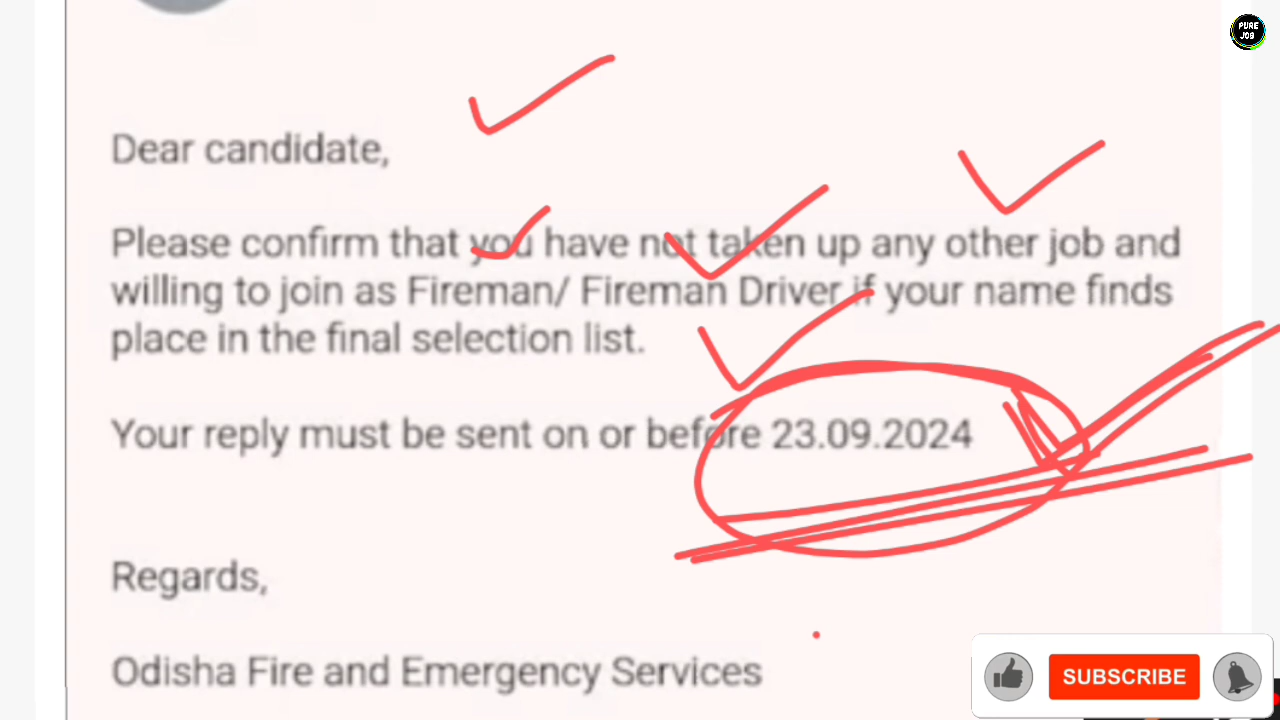 PURE
JOB
Dear candidate,
Please confirm that you have not taken up any other job and
willing to join as Fireman/ Fireman Driver if your name finds
place in the final selection list.
Your reply must be sent on or before 23.09.2024
Regards,
Odisha Fire and Emergency Services
SUBSCRIBE